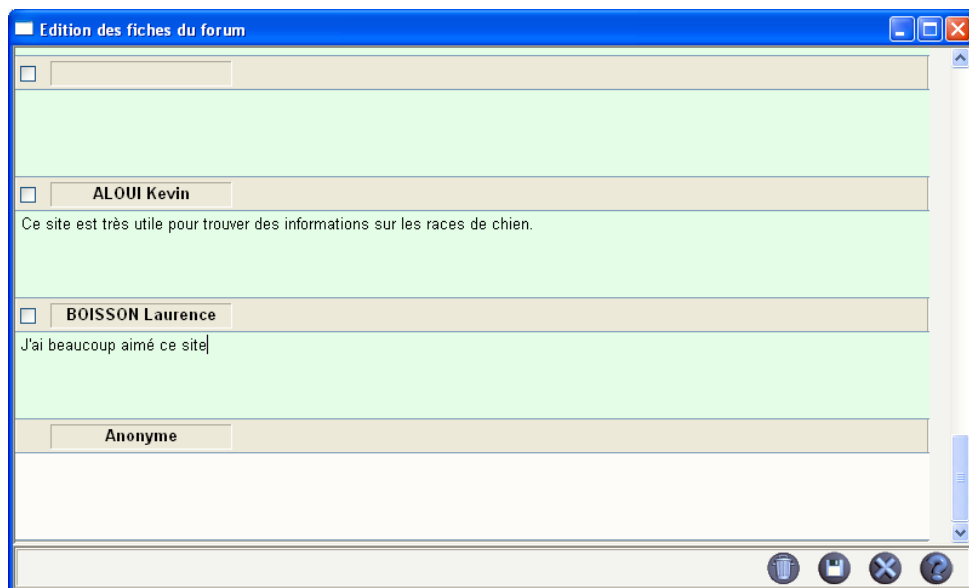 Edition des fiches du forum
ALOUI Kevin
Ce site est très utile pour trouver des informations sur les races de chien.
BOISSON Laurence
J'ai beaucoup aimé ce site
Anonyme